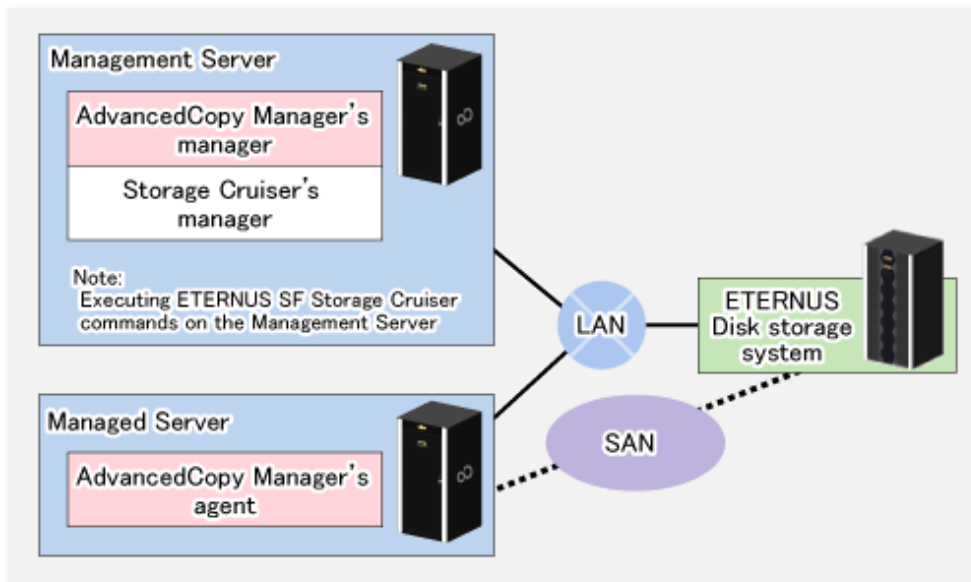 Management Server
AdvancedCopy Manager's
manager
Storage Cruiser's
manager
Note:
Executing ETERNUS SF Storage Cruiser
commands on the Management Server
LAN
ETERNUS
Disk storage
system
Managed Server
AdvancedCopy Manager's
agent
SAN